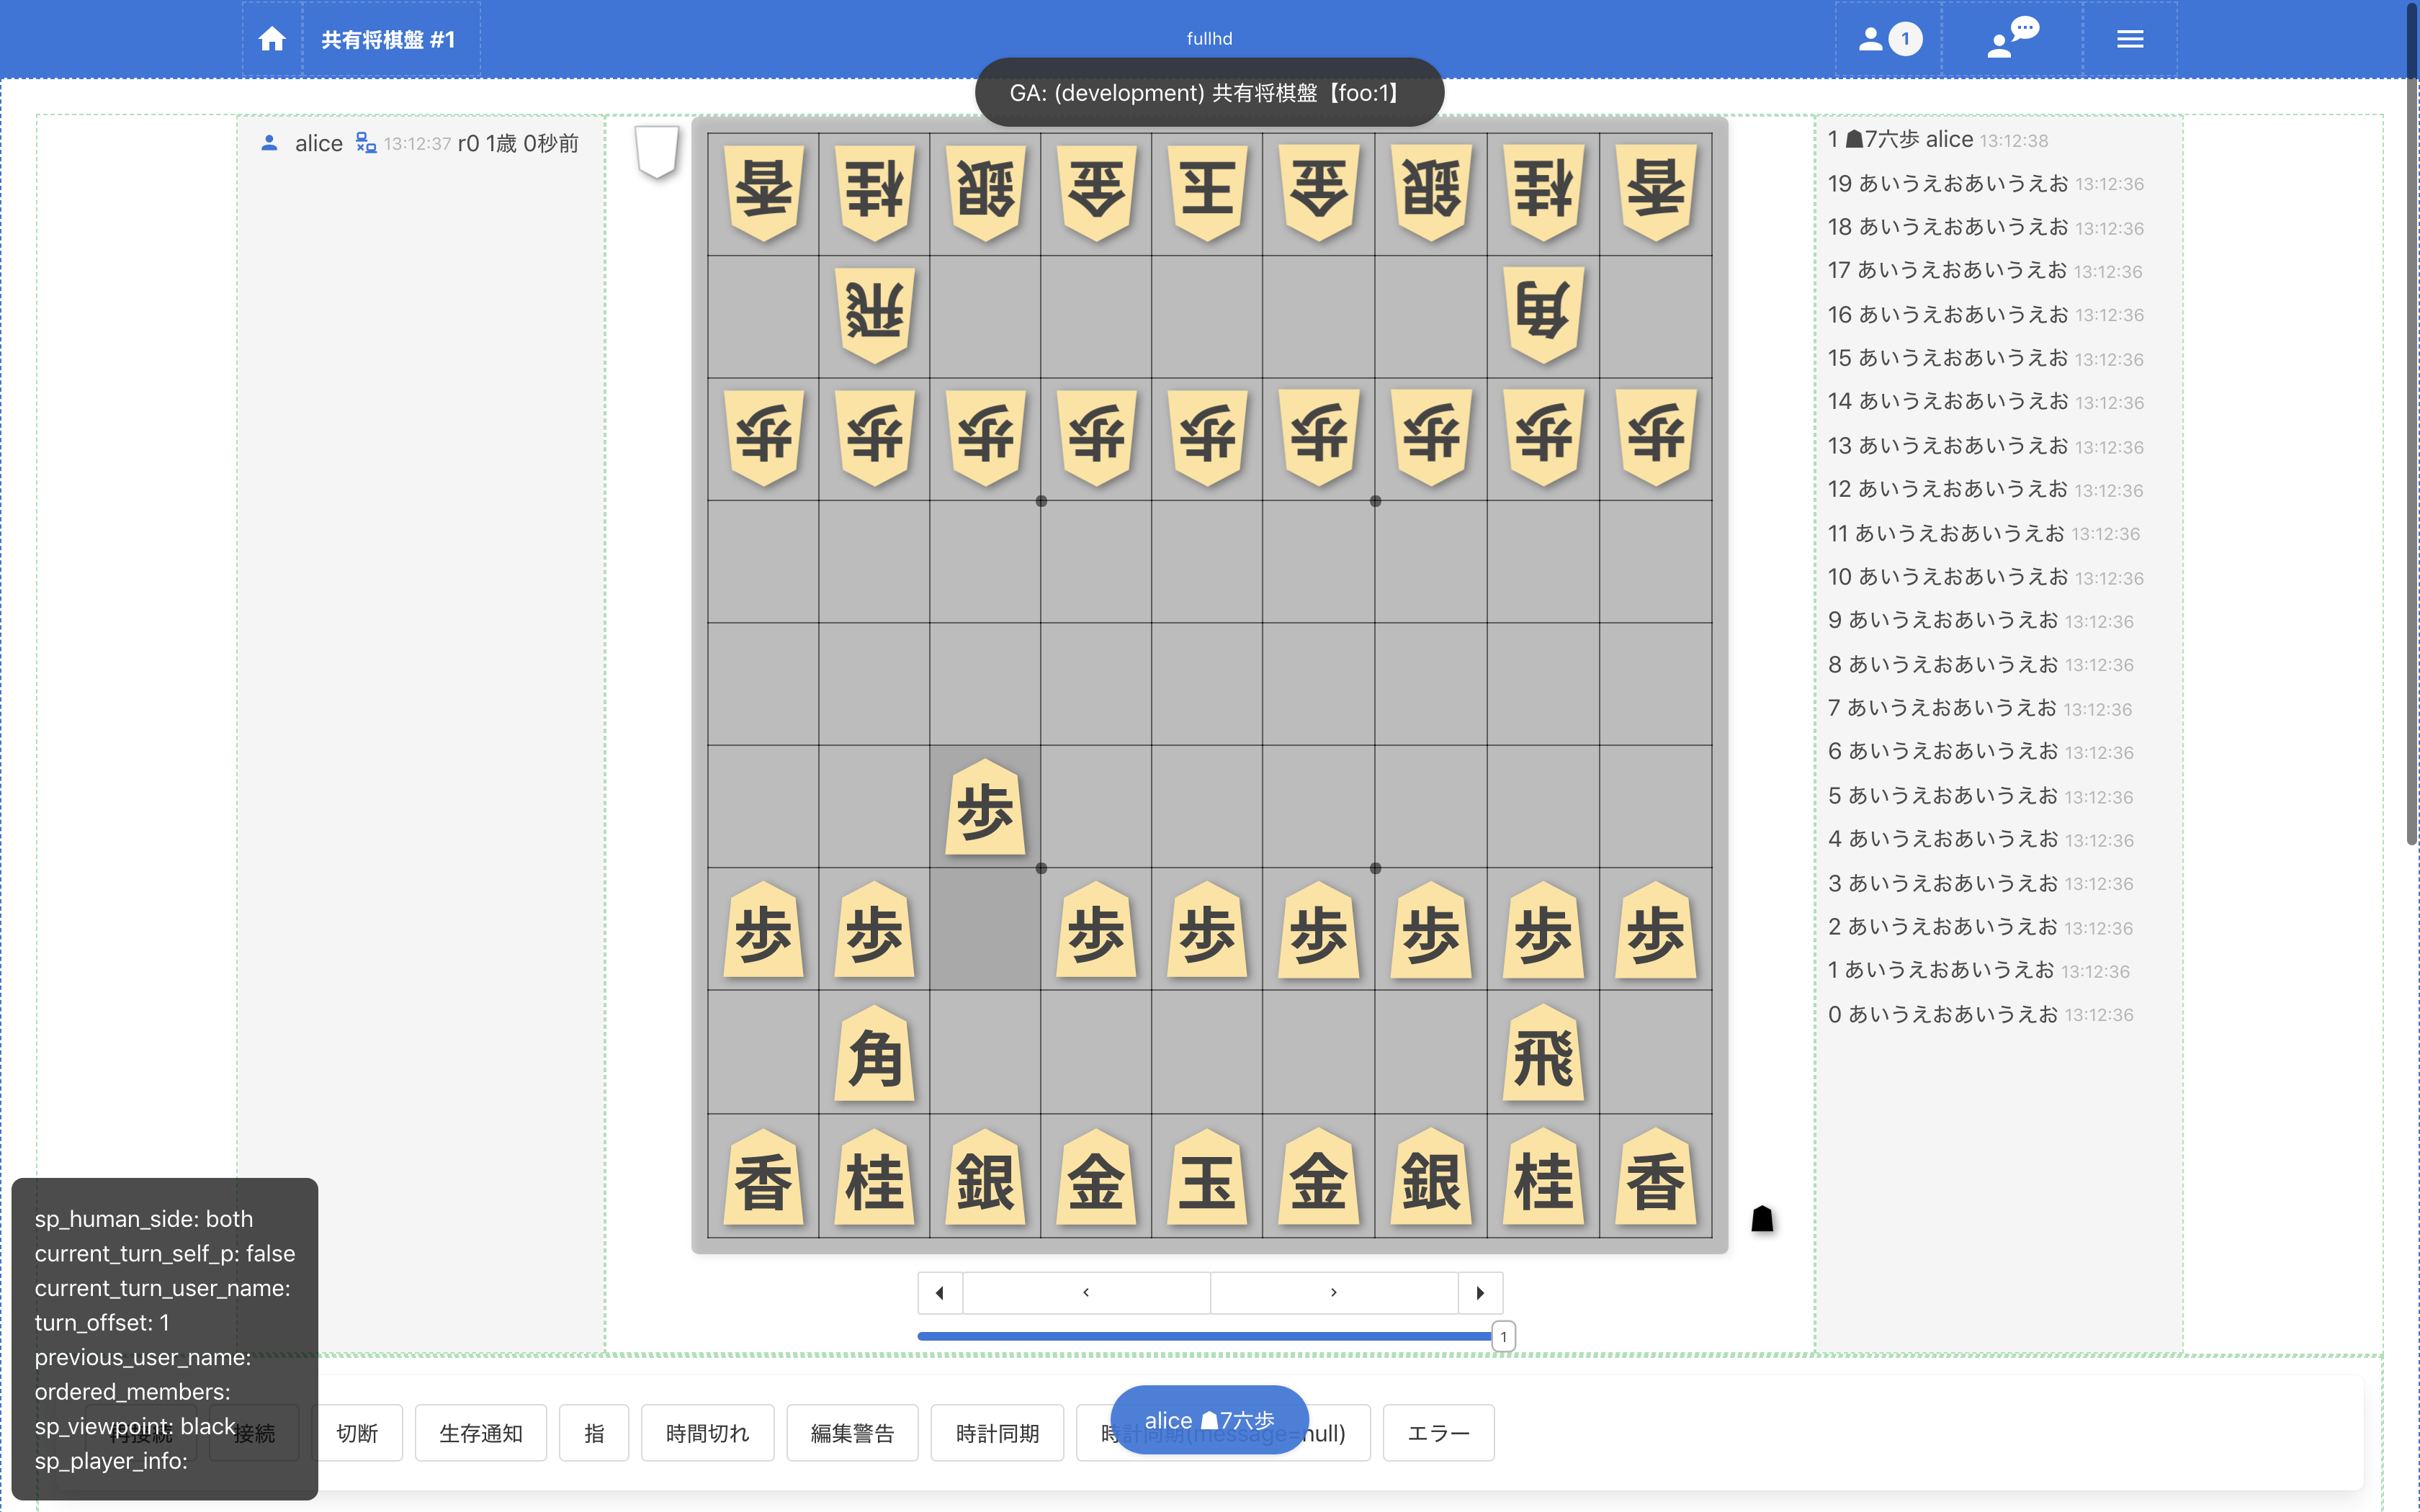 共有将棋盤 #1
fullhd
1
GA: (development) 共有将棋盤【foo:1】
alice 13:12:37 r0 1歳 0秒前
香 桂 銀 金 玉 金 銀 桂 香
飛 角
歩 歩 歩 歩 歩 歩 歩 歩 歩
歩
歩 歩 歩 歩 歩 歩 歩 歩
角 飛
香 桂 銀 金 玉 金 銀 桂 香
1
1 ☗7六歩 alice 13:12:38
19 あいうえおあいうえお 13:12:36
18 あいうえおあいうえお 13:12:36
17 あいうえおあいうえお 13:12:36
16 あいうえおあいうえお 13:12:36
15 あいうえおあいうえお 13:12:36
14 あいうえおあいうえお 13:12:36
13 あいうえおあいうえお 13:12:36
12 あいうえおあいうえお 13:12:36
11 あいうえおあいうえお 13:12:36
10 あいうえおあいうえお 13:12:36
9 あいうえおあいうえお 13:12:36
8 あいうえおあいうえお 13:12:36
7 あいうえおあいうえお 13:12:36
6 あいうえおあいうえお 13:12:36
5 あいうえおあいうえお 13:12:36
4 あいうえおあいうえお 13:12:36
3 あいうえおあいうえお 13:12:36
2 あいうえおあいうえお 13:12:36
1 あいうえおあいうえお 13:12:36
0 あいうえおあいうえお 13:12:36
sp_human_side: both
current_turn_self_p: false
current_turn_user_name:
turn_offset: 1
previous_user_name:
ordered_members:
sp_viewpoint: black
sp_player_info:
接続 切断 生存通知 指 時間切れ 編集警告 時計同期 時計同期(message=null) エラー
alice ☗7六歩